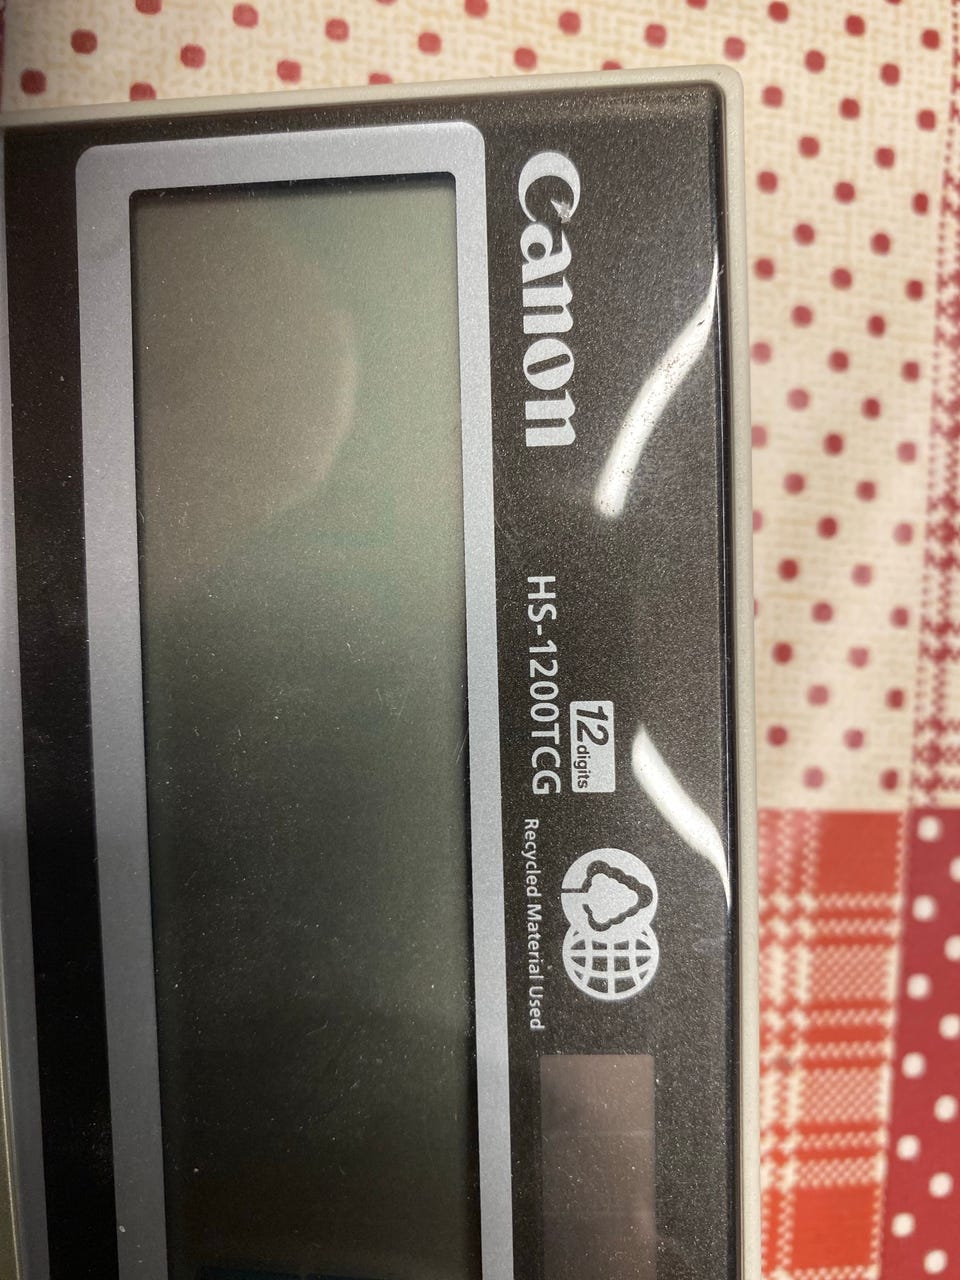 Canon
12 digits
HS-1200TCG
Recycled Material Used